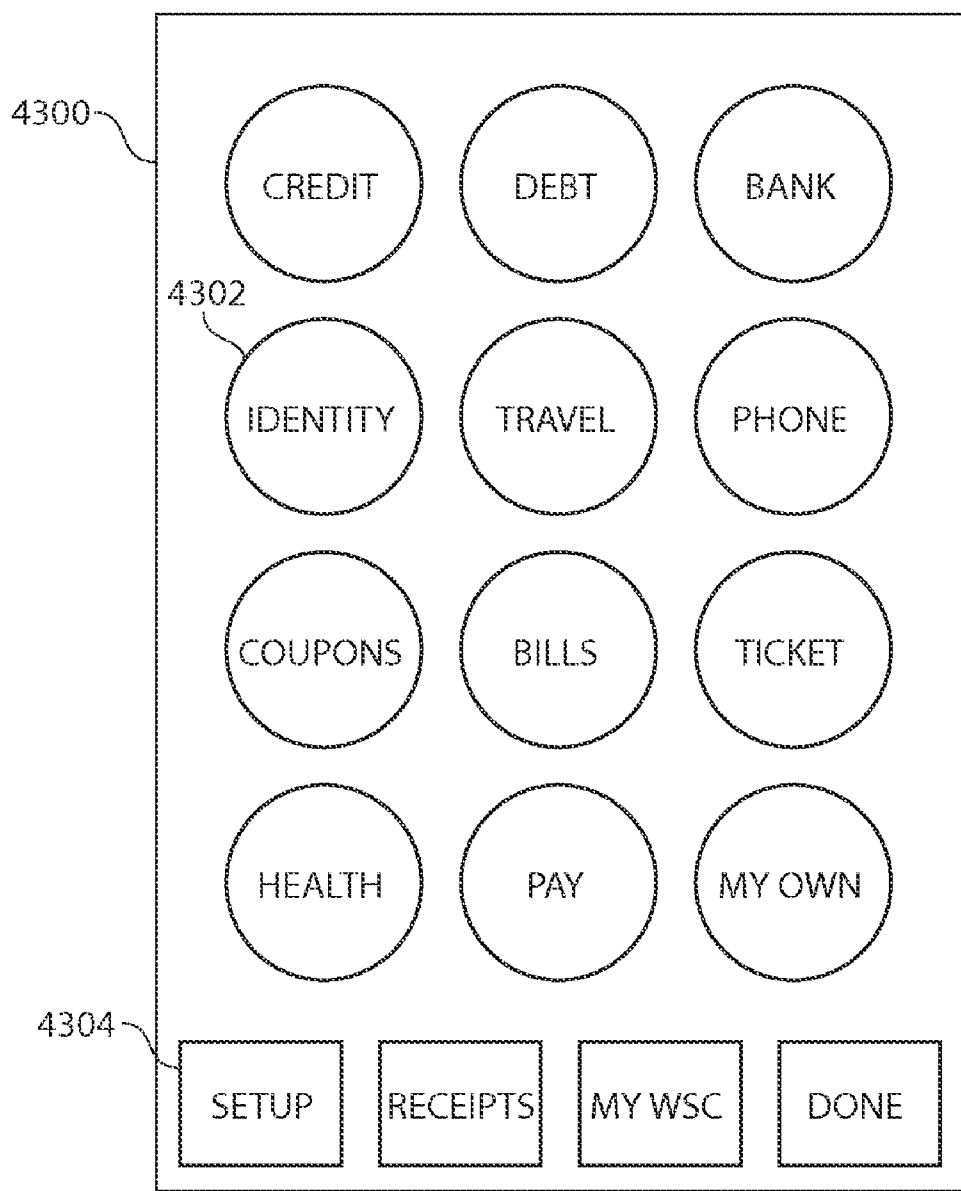 4300
CREDIT DEBT BANK
4302
IDENTITY TRAVEL PHONE
COUPONS BILLS TICKET
HEALTH PAY MY OWN
4304
SETUP RECEIPTS MY WSC DONE